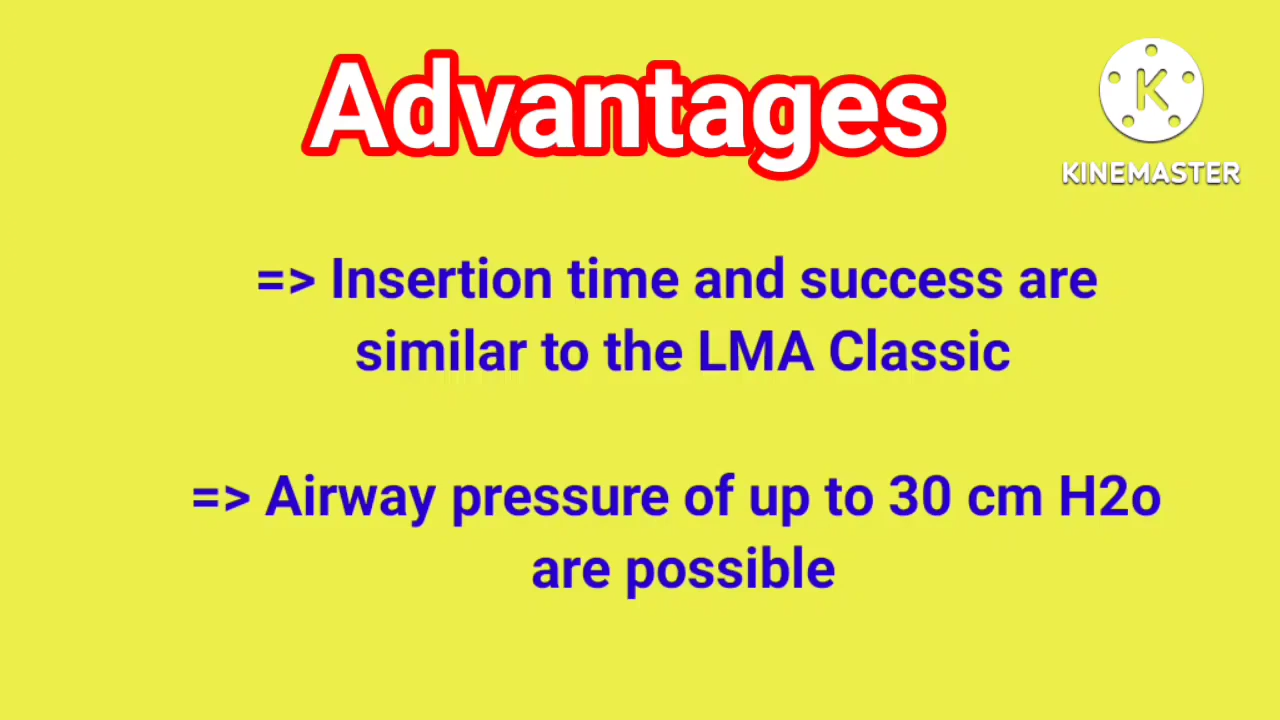 Advantages
K
KINEMASTER
=> Insertion time and success are
similar to the LMA Classic
=> Airway pressure of up to 30 cm H2o
are possible